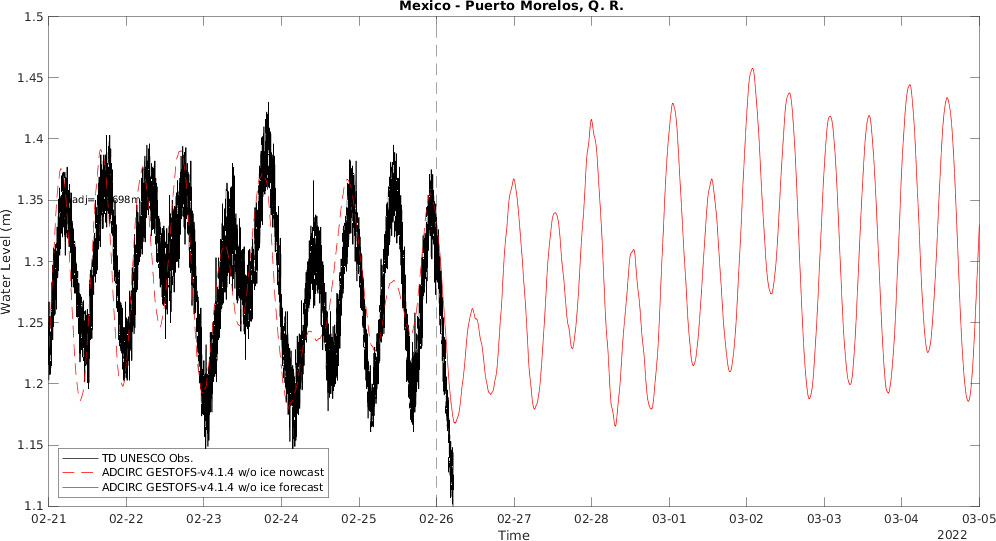 Mexico - Puerto Morelos, Q. R.
1.5
1.45
1.4
1.35
1.3
1.25
1.2
1.15
1.1
Water Level (m)
adj= 698m
TD UNESCO Obs.
ADCIRC GESTOFS-v4.1.4 w/o ice nowcast
ADCIRC GESTOFS-v4.1.4 w/o ice forecast
02-21 02-22 02-23 02-24 02-25 02-26 02-27 02-28 03-01 03-02 03-03 03-04 03-05
Time
2022